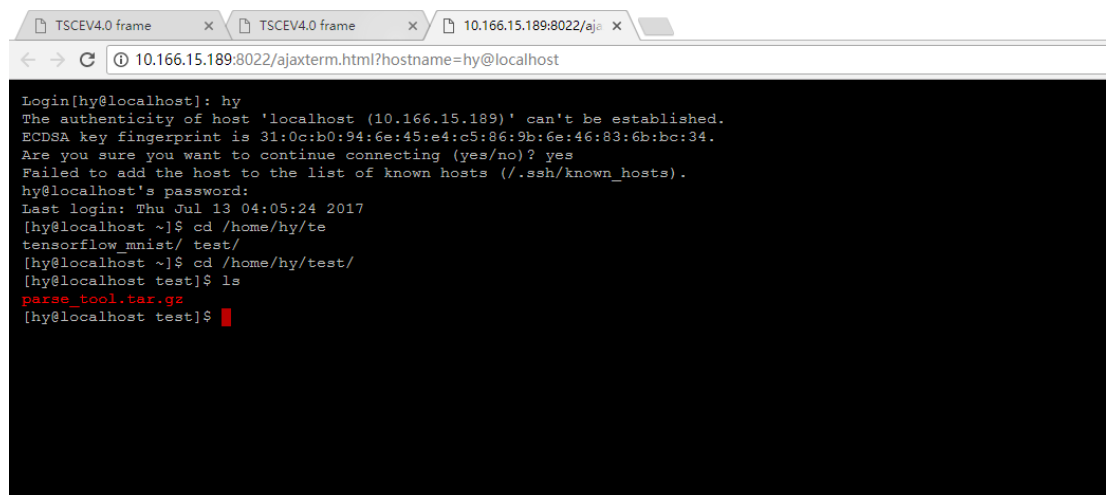 TSCEV4.0 frame TSCEV4.0 frame 10.166.15.189:8022/aja
10.166.15.189:8022/ajaxterm.html?hostname=hy@localhost
Login[hy@localhost]: hy
The authenticity of host 'localhost (10.166.15.189)' can't be established.
ECDSA key fingerprint is 31:0c:b0:94:6e:45:e4:c5:86:9b:6e:46:83:6b:bc:34.
Are you sure you want to continue connecting (yes/no)? yes
Failed to add the host to the list of known hosts (/.ssh/known_hosts).
hy@localhost's password:
Last login: Thu Jul 13 04:05:24 2017
[hy@localhost ~]$ cd /home/hy/te
tensorflow_mnist/ test/
[hy@localhost ~]$ cd /home/hy/test/
[hy@localhost test]$ ls
parse_tool.tar.gz
[hy@localhost test]$